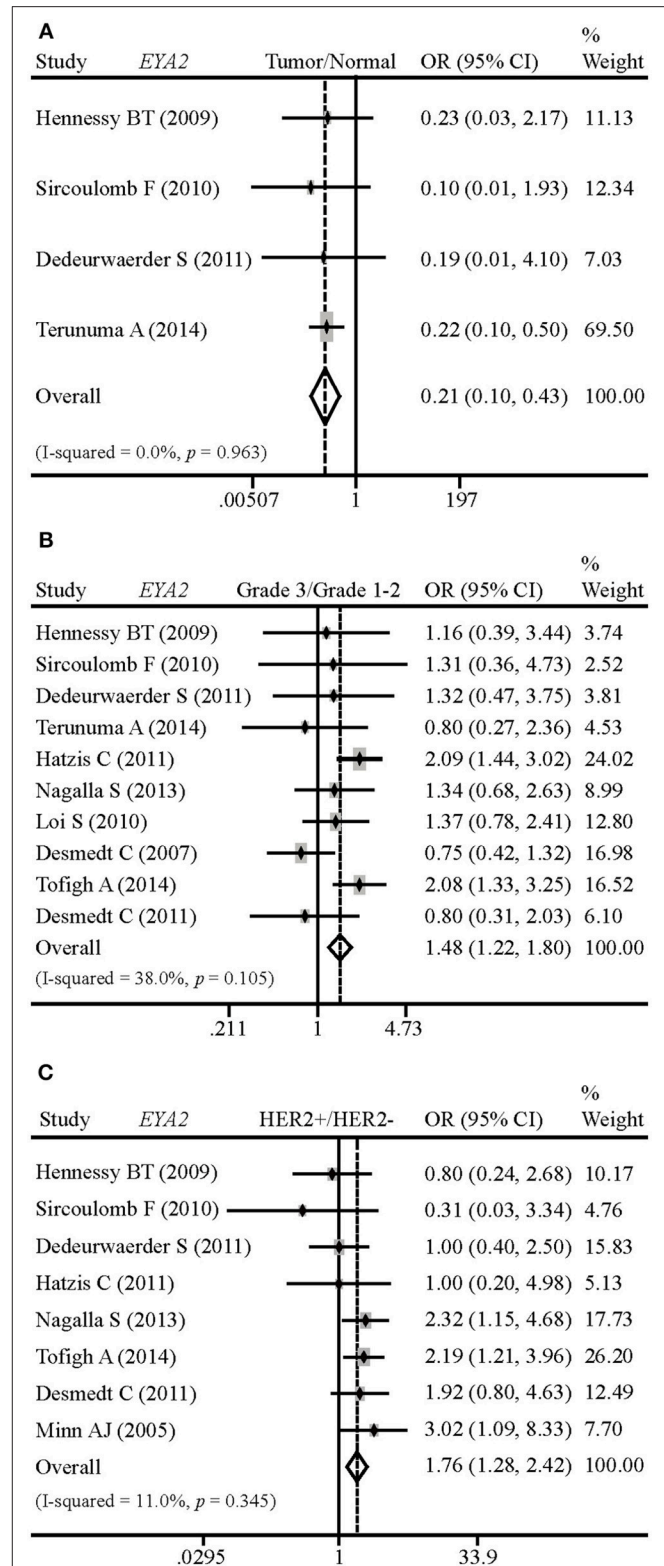 A
%
Study EYA2 Tumor/Normal OR (95% CI) Weight
Hennessy BT (2009) 0.23 (0.03, 2.17) 11.13
Sircoulomb F (2010) 0.10 (0.01, 1.93) 12.34
Dedeurwaerder S (2011) 0.19 (0.01, 4.10) 7.03
Terunuma A (2014) 0.22 (0.10, 0.50) 69.50
Overall 0.21 (0.10, 0.43) 100.00
(I-squared = 0.0%, p = 0.963)
.00507 1 197
B
%
Study EYA2 Grade 3/Grade 1-2 OR (95% CI) Weight
Hennessy BT (2009) 1.16 (0.39, 3.44) 3.74
Sircoulomb F (2010) 1.31 (0.36, 4.73) 2.52
Dedeurwaerder S (2011) 1.32 (0.47, 3.75) 3.81
Terunuma A (2014) 0.80 (0.27, 2.36) 4.53
Hatzis C (2011) 2.09 (1.44, 3.02) 24.02
Nagalla S (2013) 1.34 (0.68, 2.63) 8.99
Loi S (2010) 1.37 (0.78, 2.41) 12.80
Desmedt C (2007) 0.75 (0.42, 1.32) 16.98
Tofigh A (2014) 2.08 (1.33, 3.25) 16.52
Desmedt C (2011) 0.80 (0.31, 2.03) 6.10
Overall 1.48 (1.22, 1.80) 100.00
(I-squared = 38.0%, p = 0.105)
.211 1 4.73
C
%
Study EYA2 HER2+/HER2- OR (95% CI) Weight
Hennessy BT (2009) 0.80 (0.24, 2.68) 10.17
Sircoulomb F (2010) 0.31 (0.03, 3.34) 4.76
Dedeurwaerder S (2011) 1.00 (0.40, 2.50) 15.83
Hatzis C (2011) 1.00 (0.20, 4.98) 5.13
Nagalla S (2013) 2.32 (1.15, 4.68) 17.73
Tofigh A (2014) 2.19 (1.21, 3.96) 26.20
Desmedt C (2011) 1.92 (0.80, 4.63) 12.49
Minn AJ (2005) 3.02 (1.09, 8.33) 7.70
Overall 1.76 (1.28, 2.42) 100.00
(I-squared = 11.0%, p = 0.345)
.0295 1 33.9